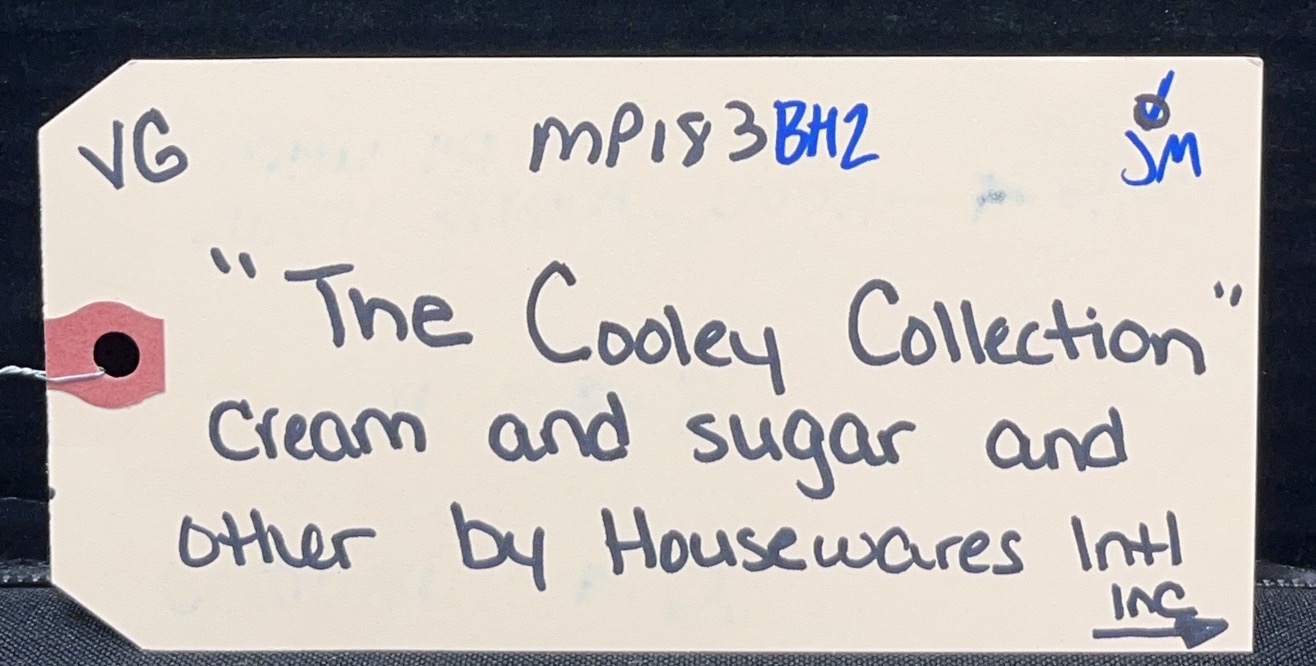 VG mP183BH2 JM
"The Cooley Collection"
cream and sugar and
other by Housewares Intl
Inc